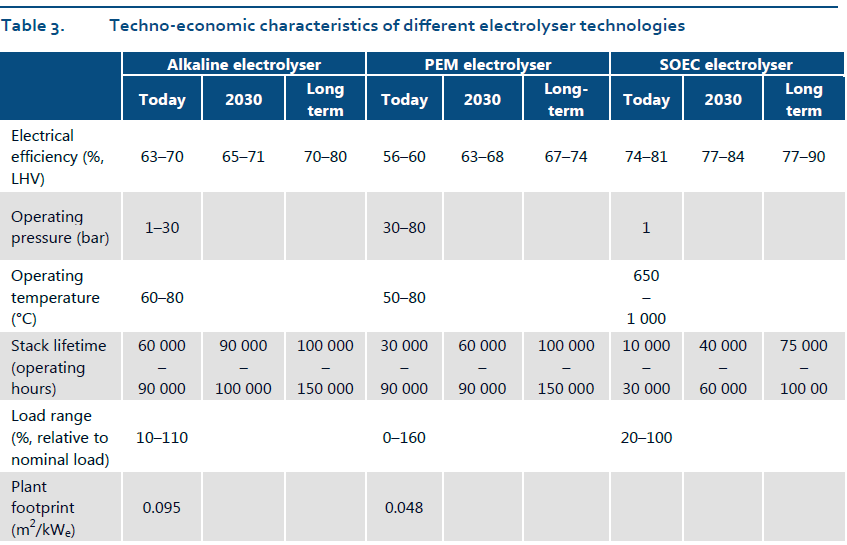 Table 3. Techno-economic characteristics of different electrolyser technologies
Alkaline electrolyser PEM electrolyser SOEC electrolyser
Today 2030 Long term Today 2030 Long-term Today 2030 Long term
Electrical efficiency (%, LHV) 63–70 65–71 70–80 56–60 63–68 67–74 74–81 77–84 77–90
Operating pressure (bar) 1–30 30–80 1
Operating temperature (°C) 60–80 50–80 650 – 1 000
Stack lifetime (operating hours) 60 000 – 90 000 90 000 – 100 000 100 000 – 150 000 30 000 – 90 000 60 000 – 90 000 100 000 – 150 000 10 000 – 30 000 40 000 – 60 000 75 000 – 100 00
Load range (%, relative to nominal load) 10–110 0–160 20–100
Plant footprint (m²/kWₑ) 0.095 0.048